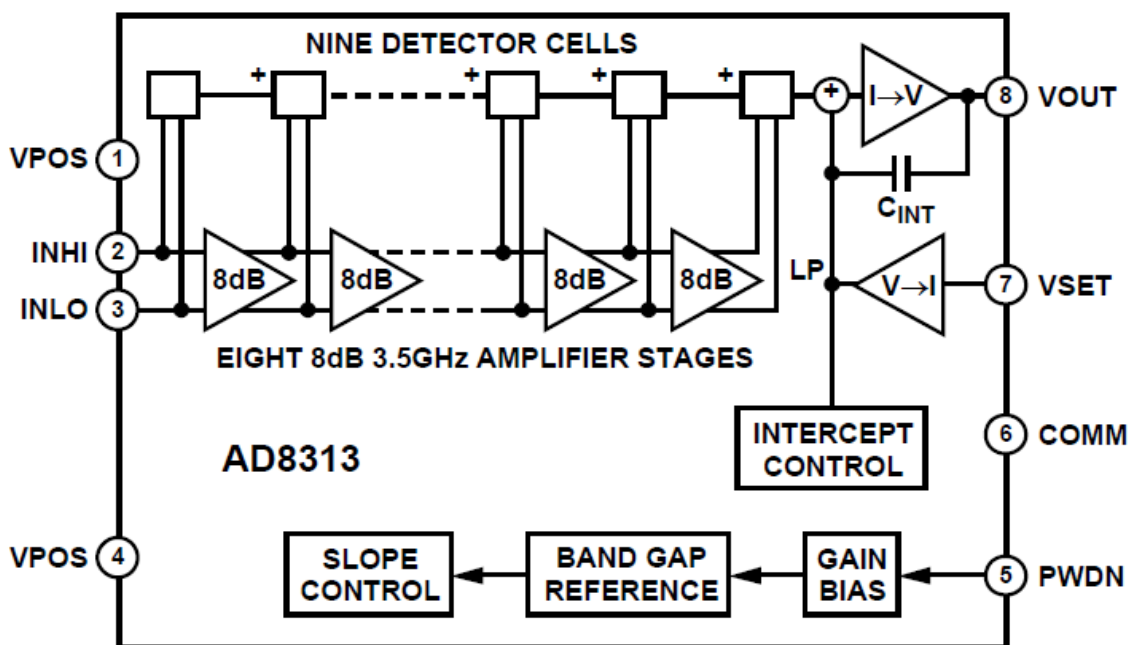 NINE DETECTOR CELLS
+ + + +
+
I→V
8 VOUT
VPOS 1
C_INT
INHI 2
8dB 8dB 8dB 8dB
LP
V→I
7 VSET
INLO 3
EIGHT 8dB 3.5GHz AMPLIFIER STAGES
AD8313
INTERCEPT
CONTROL
6 COMM
VPOS 4
SLOPE
CONTROL
BAND GAP
REFERENCE
GAIN
BIAS
5 PWDN